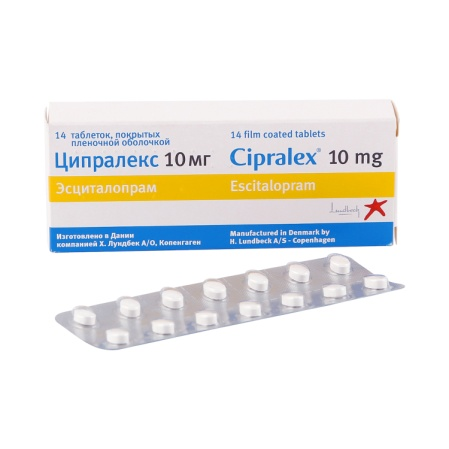 14 таблеток, покрытых
пленочной оболочкой
Ципралекс 10 мг
Эсциталопрам
Изготовлено в Дании
компанией Х. Лундбек А/О, Копенгаген
14 film coated tablets
Cipralex® 10 mg
Escitalopram
Lundbeck
Manufactured in Denmark by
H. Lundbeck A/S - Copenhagen